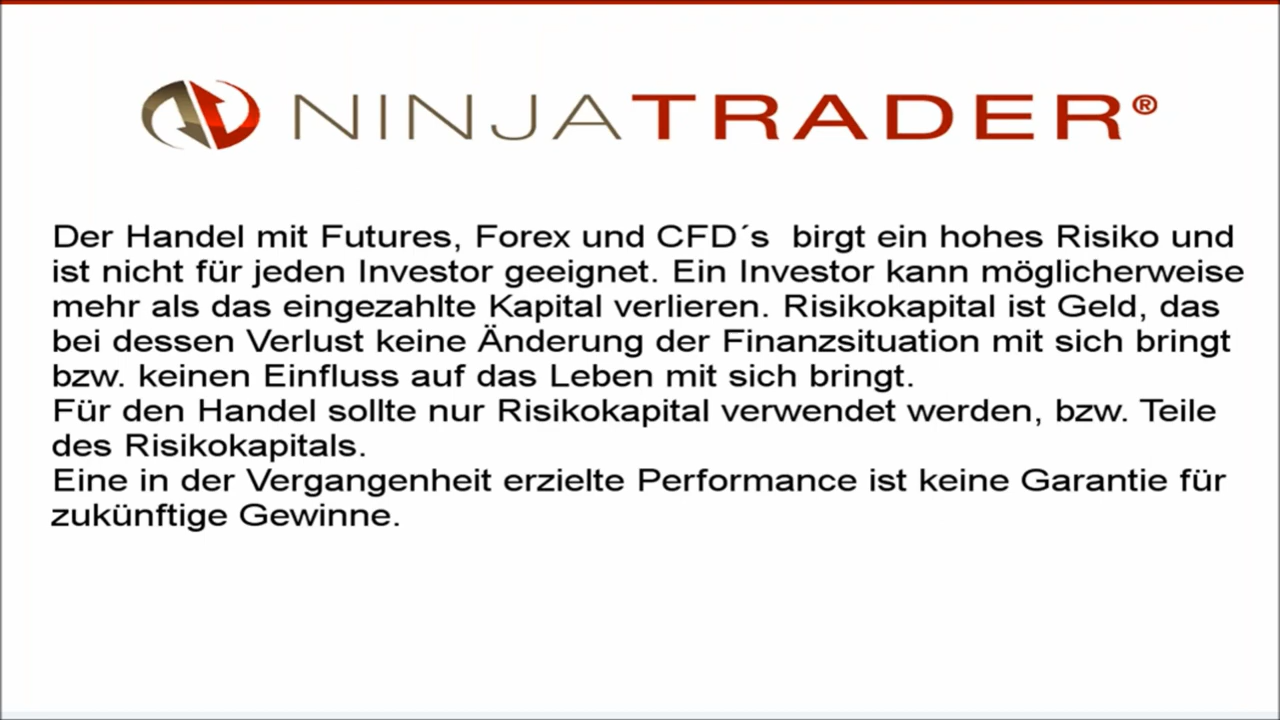 NINJATRADER®
Der Handel mit Futures, Forex und CFD´s  birgt ein hohes Risiko und
ist nicht für jeden Investor geeignet. Ein Investor kann möglicherweise
mehr als das eingezahlte Kapital verlieren. Risikokapital ist Geld, das
bei dessen Verlust keine Änderung der Finanzsituation mit sich bringt
bzw. keinen Einfluss auf das Leben mit sich bringt.
Für den Handel sollte nur Risikokapital verwendet werden, bzw. Teile
des Risikokapitals.
Eine in der Vergangenheit erzielte Performance ist keine Garantie für
zukünftige Gewinne.